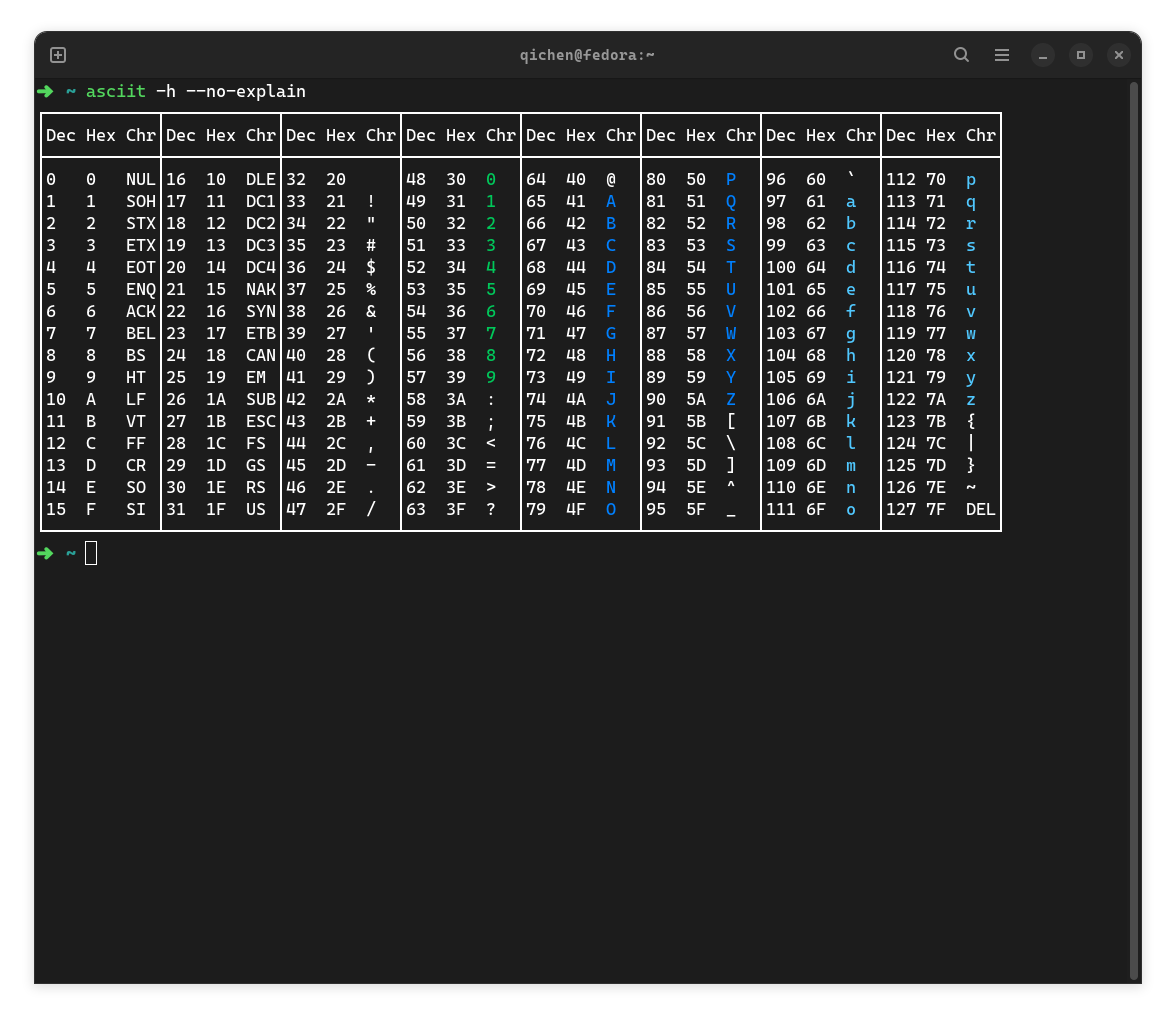 qichen@fedora:~
➜ ~ asciit -h --no-explain
Dec Hex Chr Dec Hex Chr Dec Hex Chr Dec Hex Chr Dec Hex Chr Dec Hex Chr Dec Hex Chr Dec Hex Chr
0 0 NUL 16 10 DLE 32 20 48 30 0 64 40 @ 80 50 P 96 60 ` 112 70 p
1 1 SOH 17 11 DC1 33 21 ! 49 31 1 65 41 A 81 51 Q 97 61 a 113 71 q
2 2 STX 18 12 DC2 34 22 " 50 32 2 66 42 B 82 52 R 98 62 b 114 72 r
3 3 ETX 19 13 DC3 35 23 # 51 33 3 67 43 C 83 53 S 99 63 c 115 73 s
4 4 EOT 20 14 DC4 36 24 $ 52 34 4 68 44 D 84 54 T 100 64 d 116 74 t
5 5 ENQ 21 15 NAK 37 25 % 53 35 5 69 45 E 85 55 U 101 65 e 117 75 u
6 6 ACK 22 16 SYN 38 26 & 54 36 6 70 46 F 86 56 V 102 66 f 118 76 v
7 7 BEL 23 17 ETB 39 27 ' 55 37 7 71 47 G 87 57 W 103 67 g 119 77 w
8 8 BS 24 18 CAN 40 28 ( 56 38 8 72 48 H 88 58 X 104 68 h 120 78 x
9 9 HT 25 19 EM 41 29 ) 57 39 9 73 49 I 89 59 Y 105 69 i 121 79 y
10 A LF 26 1A SUB 42 2A * 58 3A : 74 4A J 90 5A Z 106 6A j 122 7A z
11 B VT 27 1B ESC 43 2B + 59 3B ; 75 4B K 91 5B [ 107 6B k 123 7B {
12 C FF 28 1C FS 44 2C , 60 3C < 76 4C L 92 5C \ 108 6C l 124 7C |
13 D CR 29 1D GS 45 2D - 61 3D = 77 4D M 93 5D ] 109 6D m 125 7D }
14 E SO 30 1E RS 46 2E . 62 3E > 78 4E N 94 5E ^ 110 6E n 126 7E ~
15 F SI 31 1F US 47 2F / 63 3F ? 79 4F O 95 5F _ 111 6F o 127 7F DEL
➜ ~